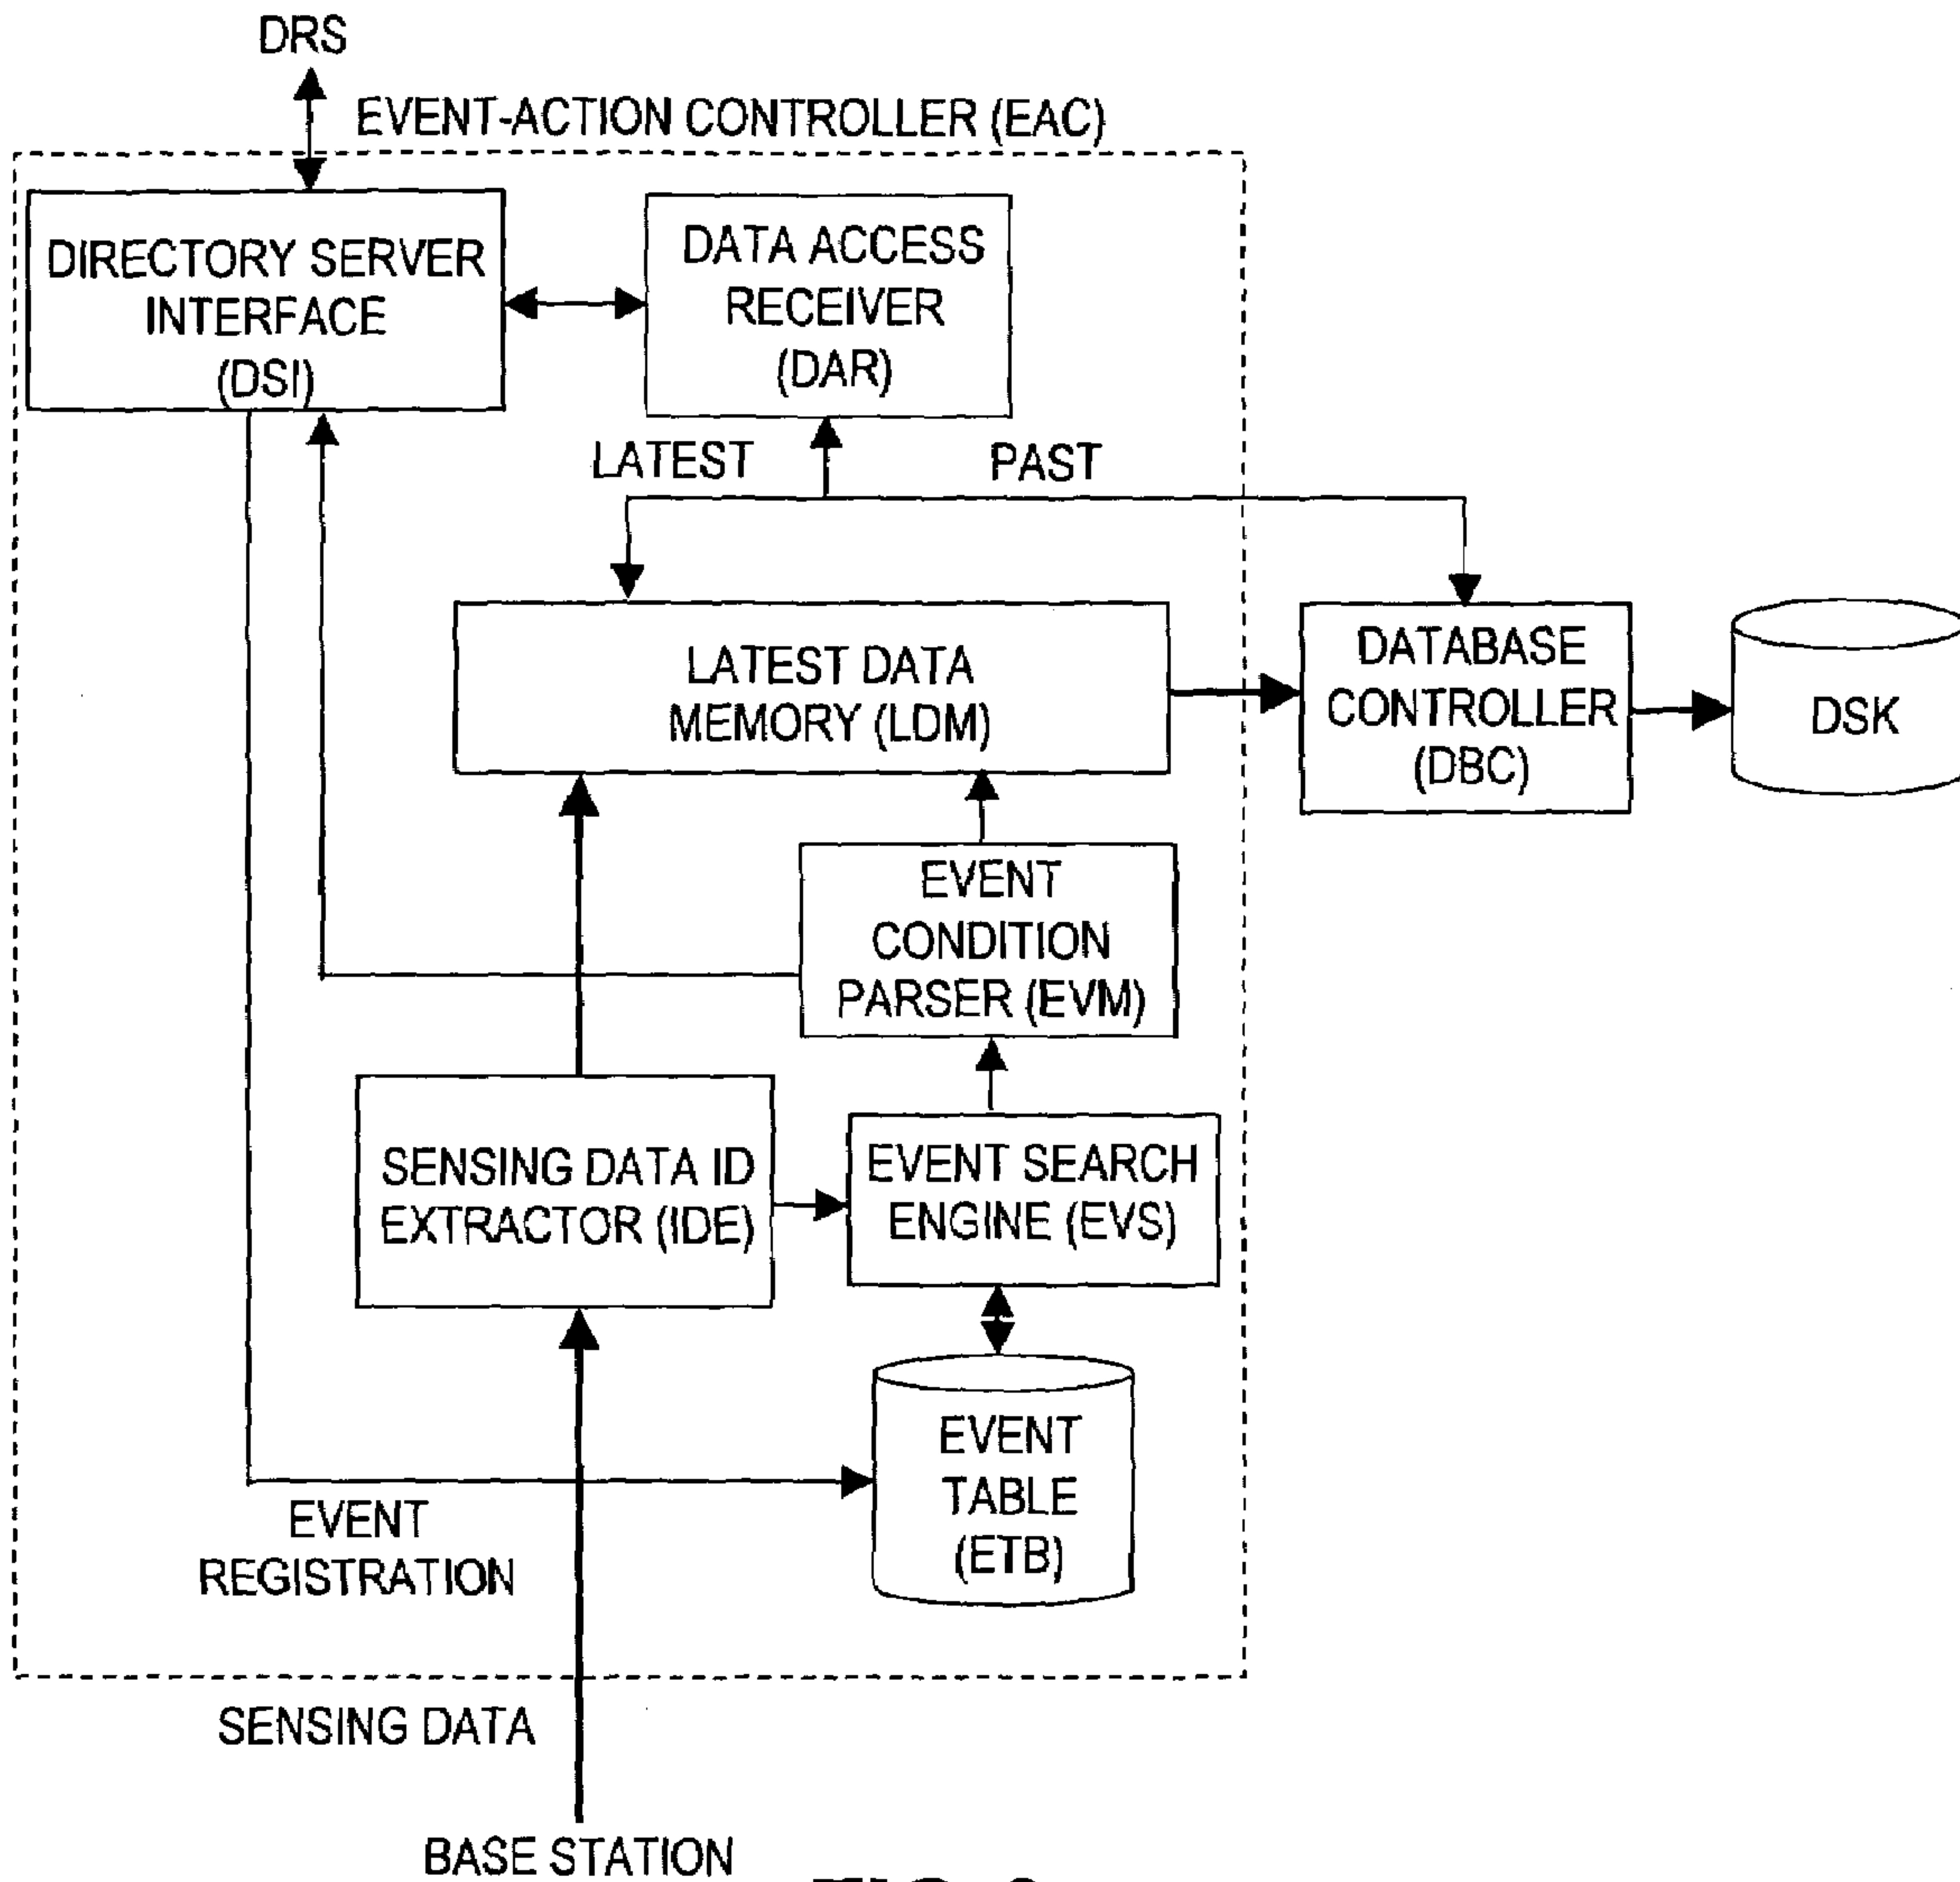 DRS
EVENT-ACTION CONTROLLER (EAC)
DIRECTORY SERVER
INTERFACE
(DSI)
DATA ACCESS
RECEIVER
(DAR)
LATEST
PAST
LATEST DATA
MEMORY (LDM)
DATABASE
CONTROLLER
(DBC)
DSK
EVENT
CONDITION
PARSER (EVM)
SENSING DATA ID
EXTRACTOR (IDE)
EVENT SEARCH
ENGINE (EVS)
EVENT
TABLE
(ETB)
EVENT
REGISTRATION
SENSING DATA
BASE STATION